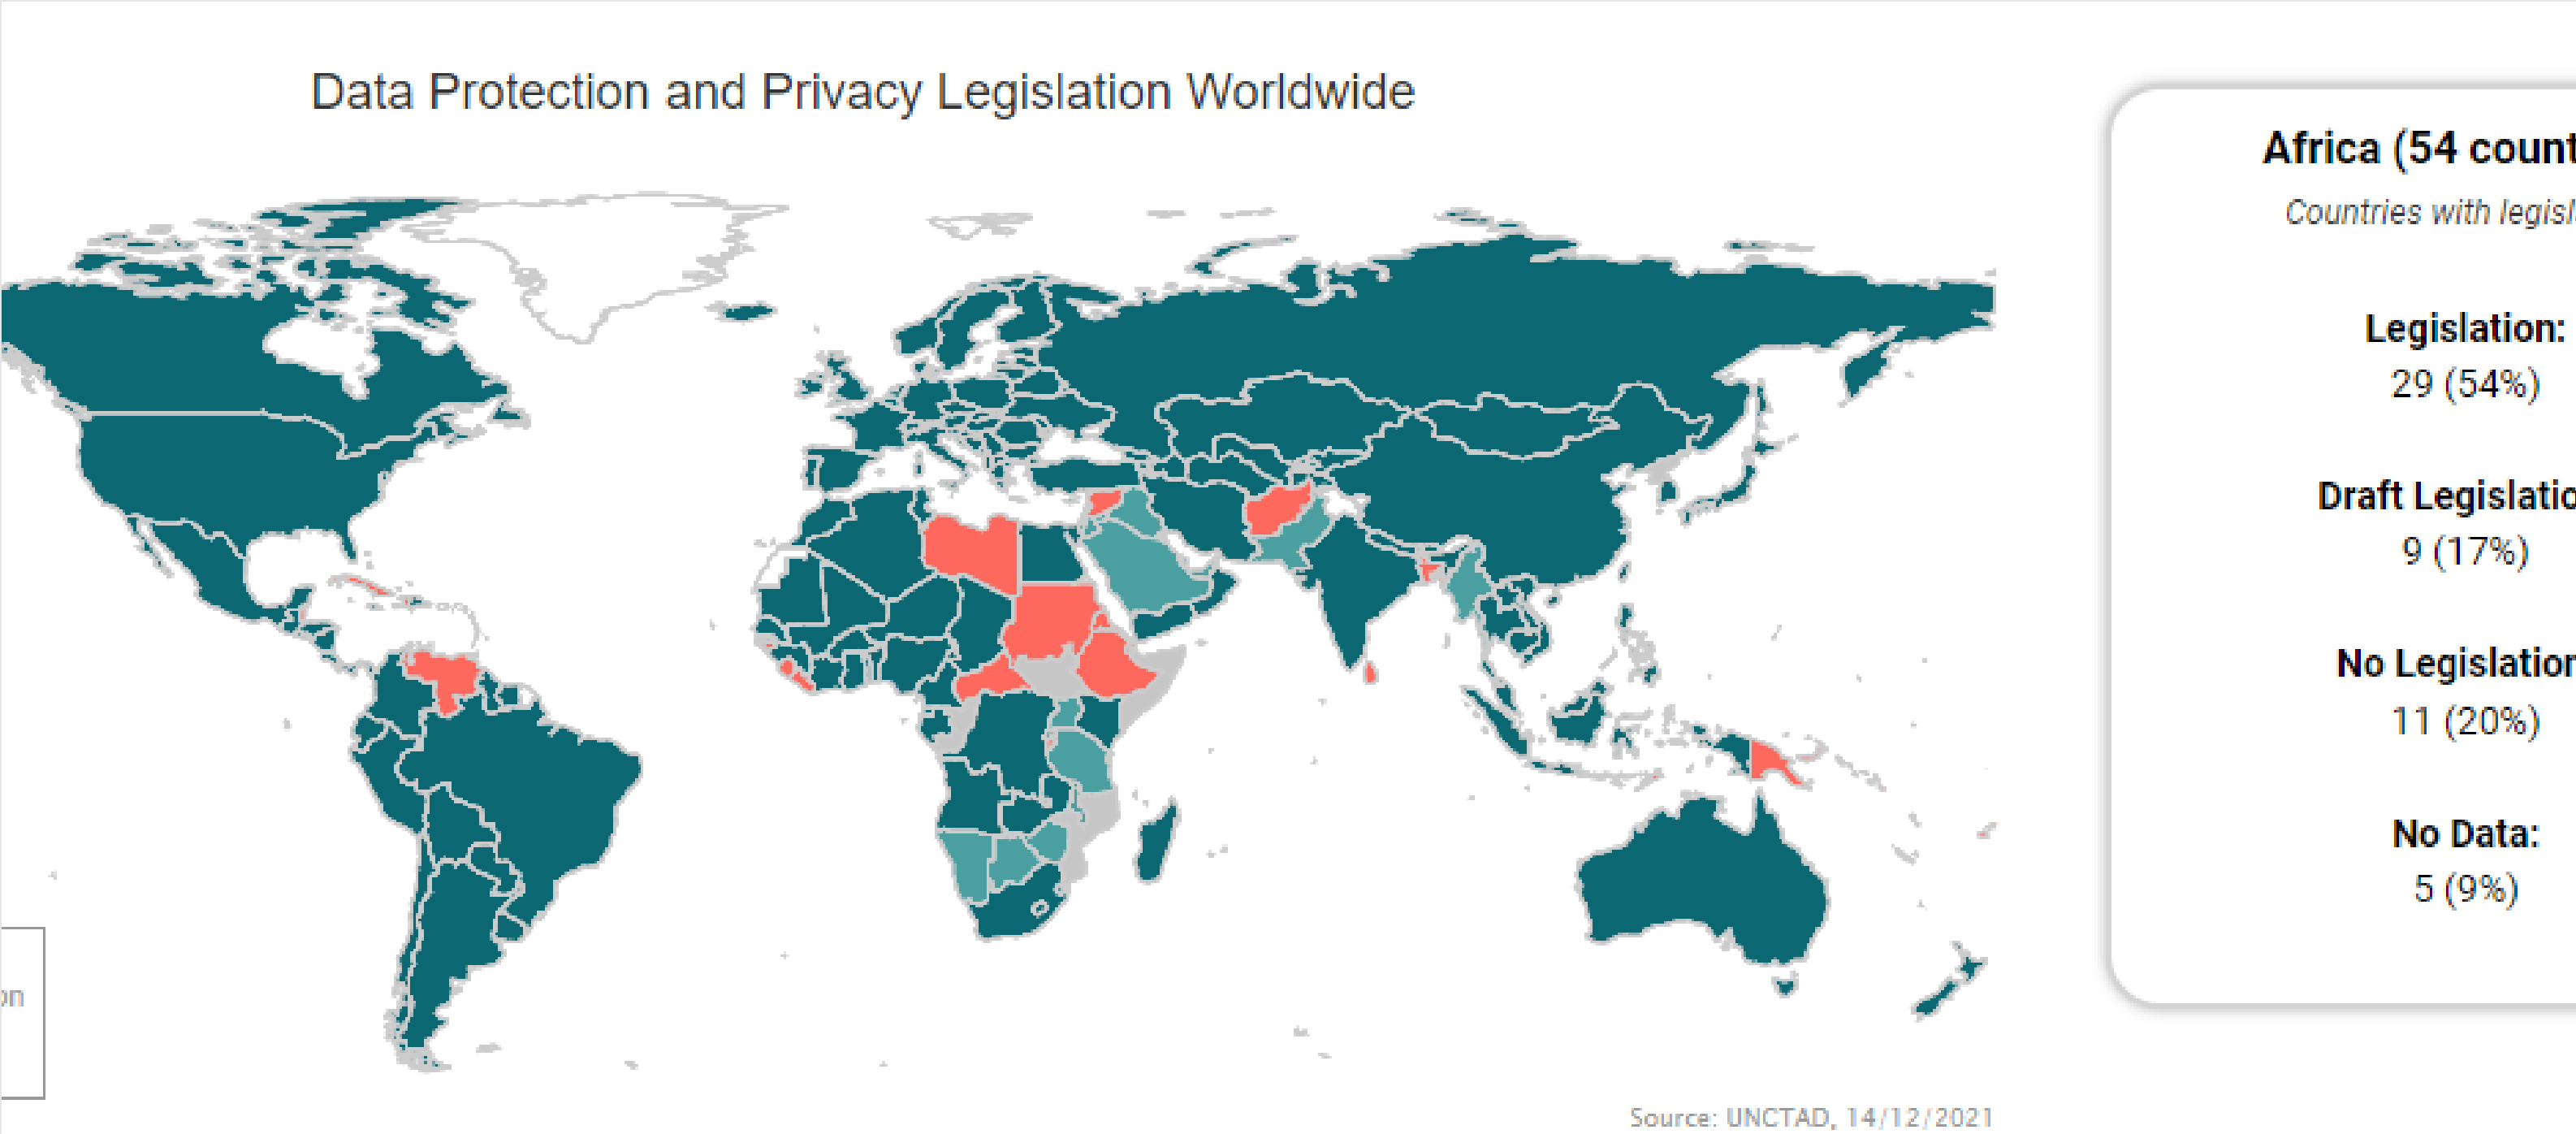 Data Protection and Privacy Legislation Worldwide
Africa (54 count
Countries with legisl
Legislation:
29 (54%)
Draft Legislatio
9 (17%)
No Legislation
11 (20%)
No Data:
5 (9%)
on
Source: UNCTAD, 14/12/2021